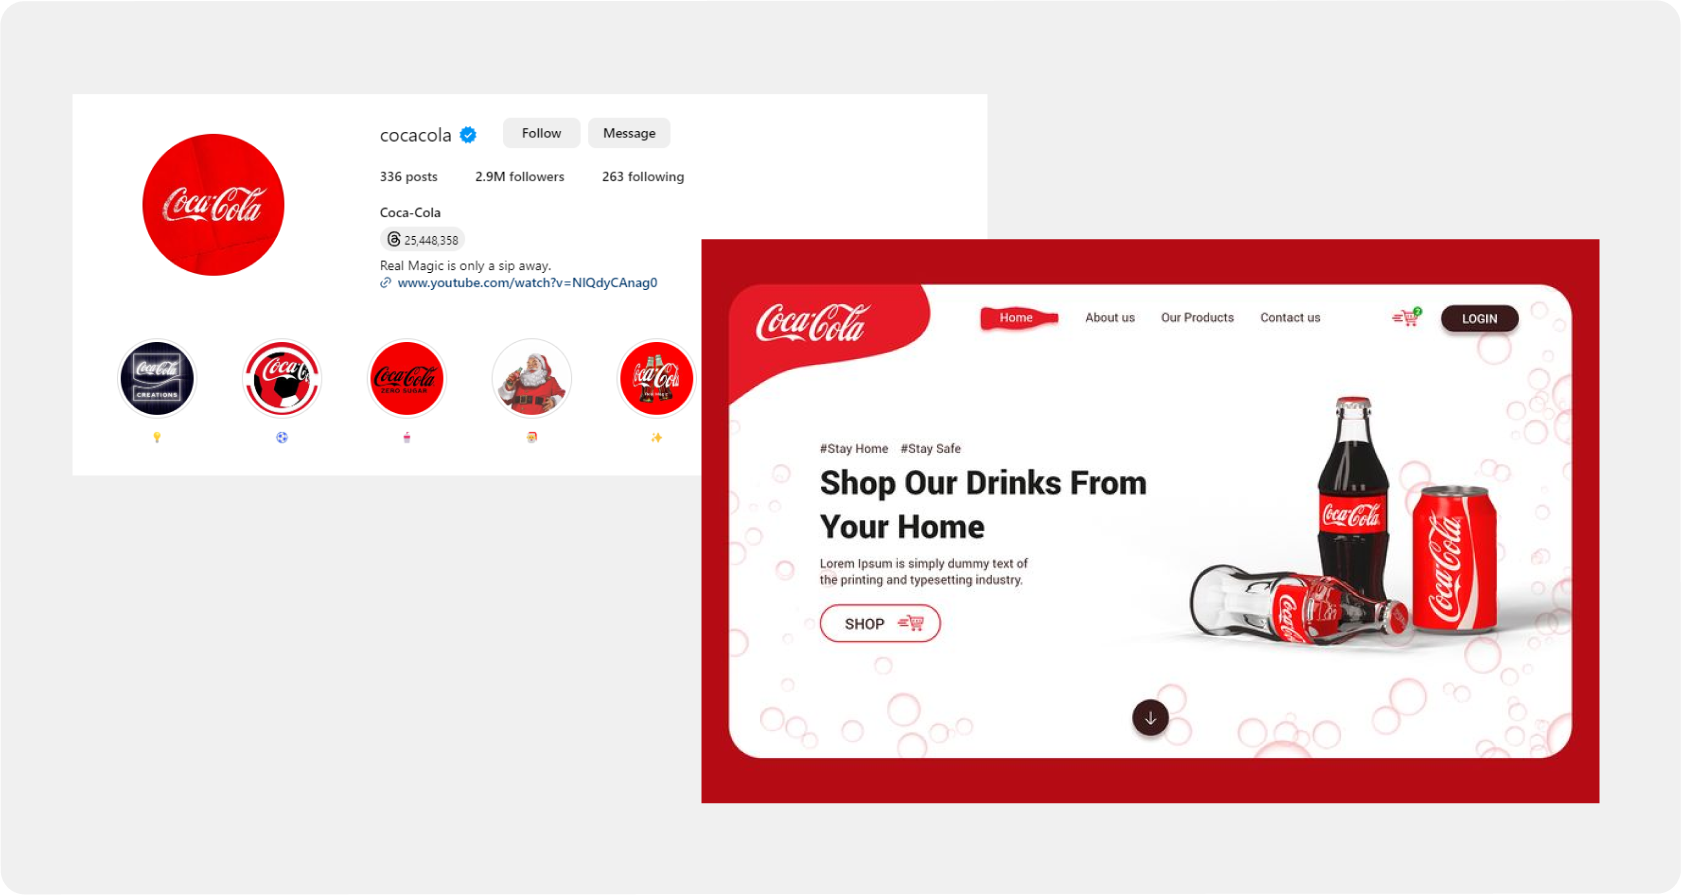 Coca-Cola
cocacola
Follow
Message
336 posts
2.9M followers
263 following
Coca-Cola
25,448,358
Real Magic is only a sip away.
www.youtube.com/watch?v=NIQdyCAnag0
Coca-Cola
CREATIONS
Coca-Co
Coca-Cola
ZERO SUGAR
Coca-Cola
Real Magic
Coca-Cola
Home
About us
Our Products
Contact us
2
LOGIN
#Stay Home #Stay Safe
Shop Our Drinks From
Your Home
Lorem Ipsum is simply dummy text of
the printing and typesetting industry.
SHOP
Coca-Cola
Coca-Cola
Coca-Cola